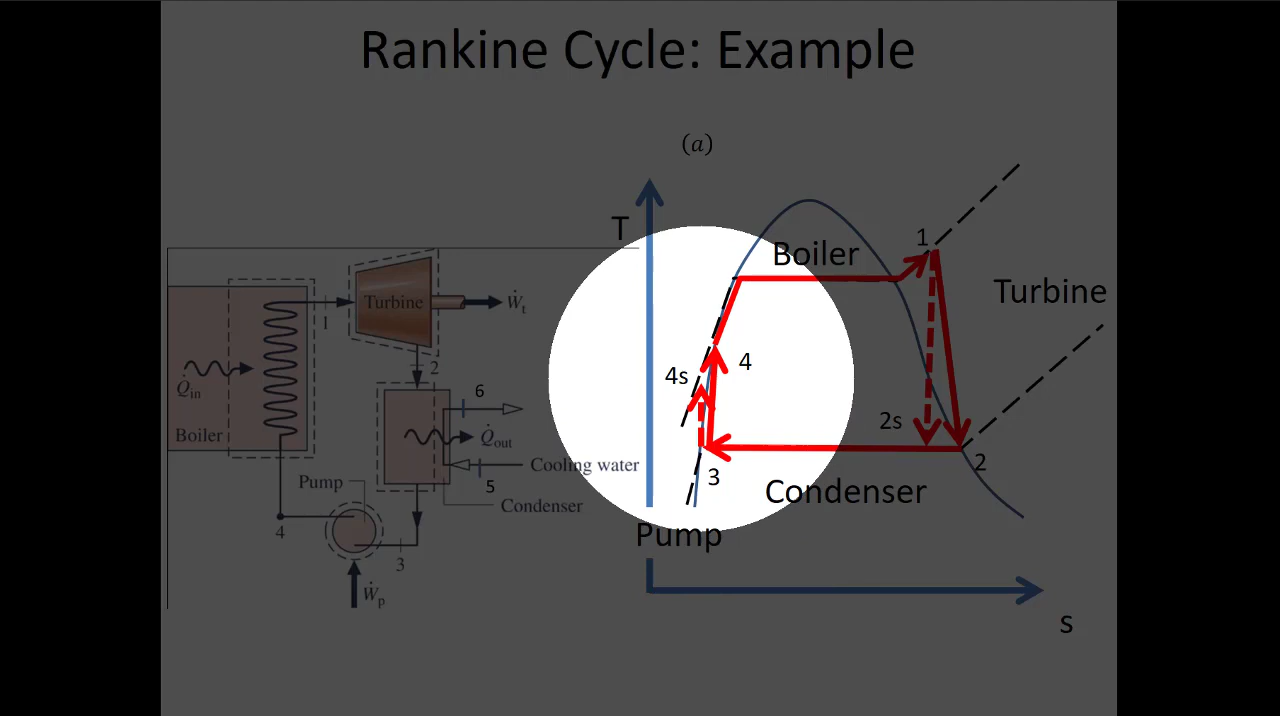 Rankine Cycle: Example
(a)
T
1
Boiler
Turbine
Turbine
Ẇt
1
2
4
4s
6
Q̇in
2s
Boiler
Q̇out
Cooling water
2
3
5
Pump
Condenser
Condenser
4
Pump
3
Ẇp
s